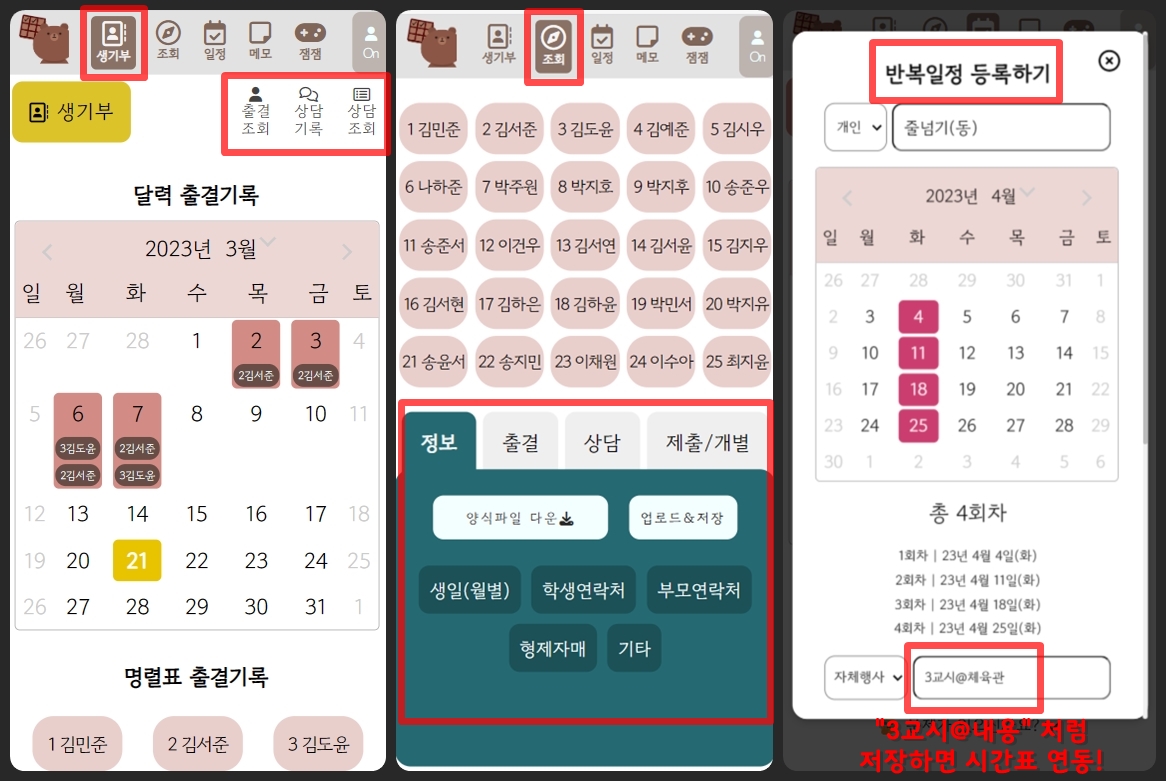 생기부 조회 일정 메모 잼잼 On
생기부
출결 조회
상담 기록
상담 조회
달력 출결기록
2023년 3월
일 월 화 수 목 금 토
26 27 28 1 2 3 4
2김서준 2김서준
5 6 7 8 9 10 11
3김도윤 2김서준
2김서준 3김도윤
12 13 14 15 16 17 18
19 20 21 22 23 24 25
26 27 28 29 30 31 1
명렬표 출결기록
1 김민준 2 김서준 3 김도윤
생기부 조회 일정 메모 잼잼 On
1 김민준 2 김서준 3 김도윤 4 김예준 5 김시우
6 나하준 7 박주원 8 박지호 9 박지후 10 송준우
11 송준서 12 이건우 13 김서연 14 김서윤 15 김지우
16 김서현 17 김하은 18 김하윤 19 박민서 20 박지유
21 송윤서 22 송지민 23 이채원 24 이수아 25 최지윤
정보 출결 상담 제출/개별
양식파일 다운 업로드&저장
생일(월별) 학생연락처 부모연락처
형제자매 기타
반복일정 등록하기
개인 줄넘기(동)
2023년 4월
일 월 화 수 목 금 토
26 27 28 29 30 31 1
2 3 4 5 6 7 8
9 10 11 12 13 14 15
16 17 18 19 20 21 22
23 24 25 26 27 28 29
30 1 2 3 4 5 6
총 4회차
1회차 | 23년 4월 4일(화)
2회차 | 23년 4월 11일(화)
3회차 | 23년 4월 18일(화)
4회차 | 23년 4월 25일(화)
자체행사 3교시@체육관
"3교시@내용" 처럼
저장하면 시간표 연동!